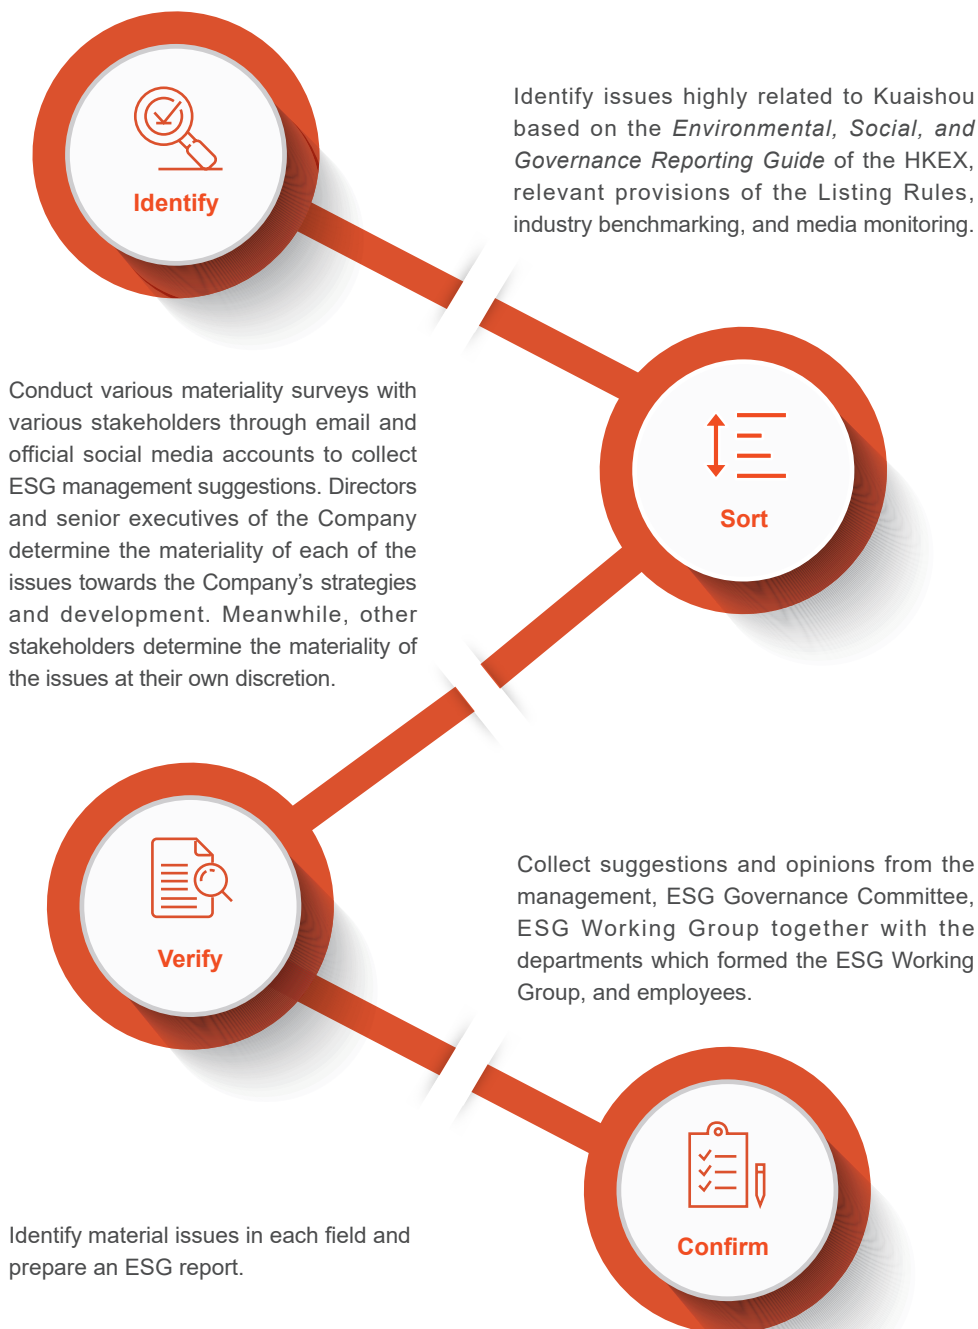 Identify
Identify issues highly related to Kuaishou
based on the Environmental, Social, and
Governance Reporting Guide of the HKEX,
relevant provisions of the Listing Rules,
industry benchmarking, and media monitoring.
Sort
Conduct various materiality surveys with
various stakeholders through email and
official social media accounts to collect
ESG management suggestions. Directors
and senior executives of the Company
determine the materiality of each of the
issues towards the Company’s strategies
and development. Meanwhile, other
stakeholders determine the materiality of
the issues at their own discretion.
Verify
Collect suggestions and opinions from the
management, ESG Governance Committee,
ESG Working Group together with the
departments which formed the ESG Working
Group, and employees.
Confirm
Identify material issues in each field and
prepare an ESG report.